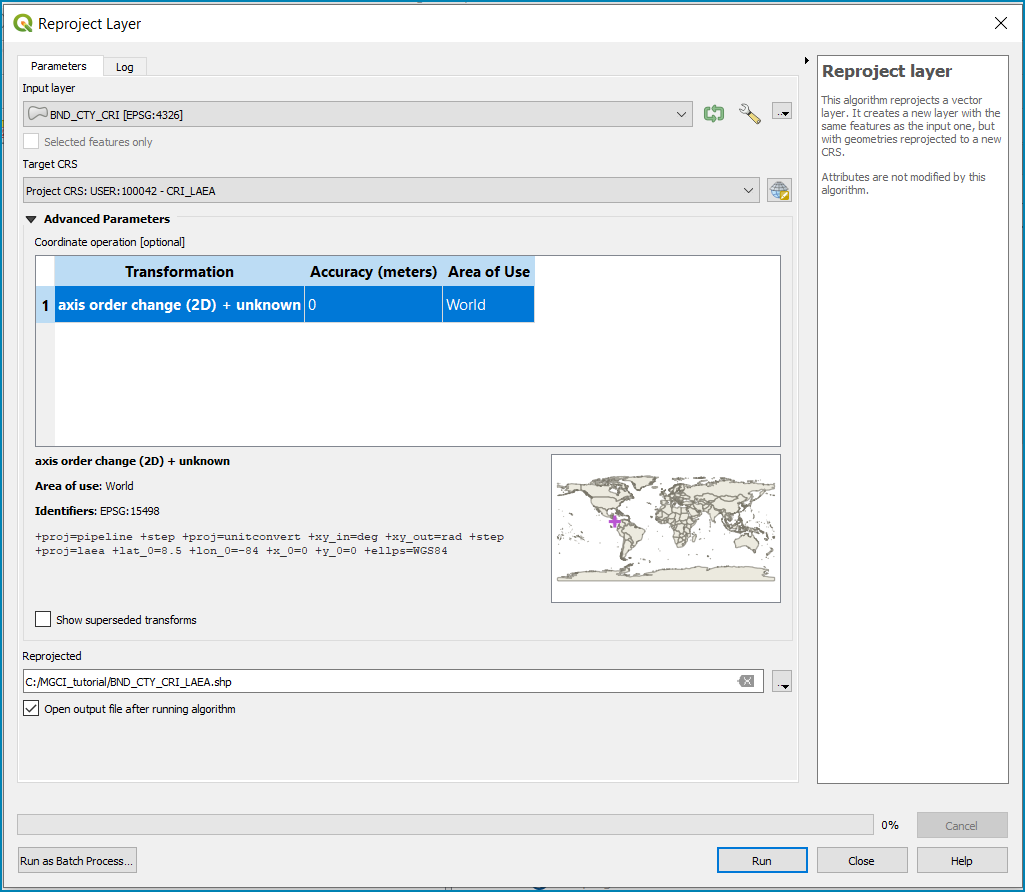 Reproject Layer
Parameters
Log
Input layer
BND_CTY_CRI [EPSG:4326]
Selected features only
Target CRS
Project CRS: USER:100042 - CRI_LAEA
Advanced Parameters
Coordinate operation [optional]
Transformation Accuracy (meters) Area of Use
1 axis order change (2D) + unknown 0 World
axis order change (2D) + unknown
Area of use: World
Identifiers: EPSG:15498
+proj=pipeline +step +proj=unitconvert +xy_in=deg +xy_out=rad +step
+proj=laea +lat_0=8.5 +lon_0=-84 +x_0=0 +y_0=0 +ellps=WGS84
Show superseded transforms
Reprojected
C:/MGCI_tutorial/BND_CTY_CRI_LAEA.shp
Open output file after running algorithm
Reproject layer
This algorithm reprojects a vector
layer. It creates a new layer with the
same features as the input one, but
with geometries reprojected to a new
CRS.
Attributes are not modified by this
algorithm.
0%
Cancel
Run as Batch Process...
Run
Close
Help